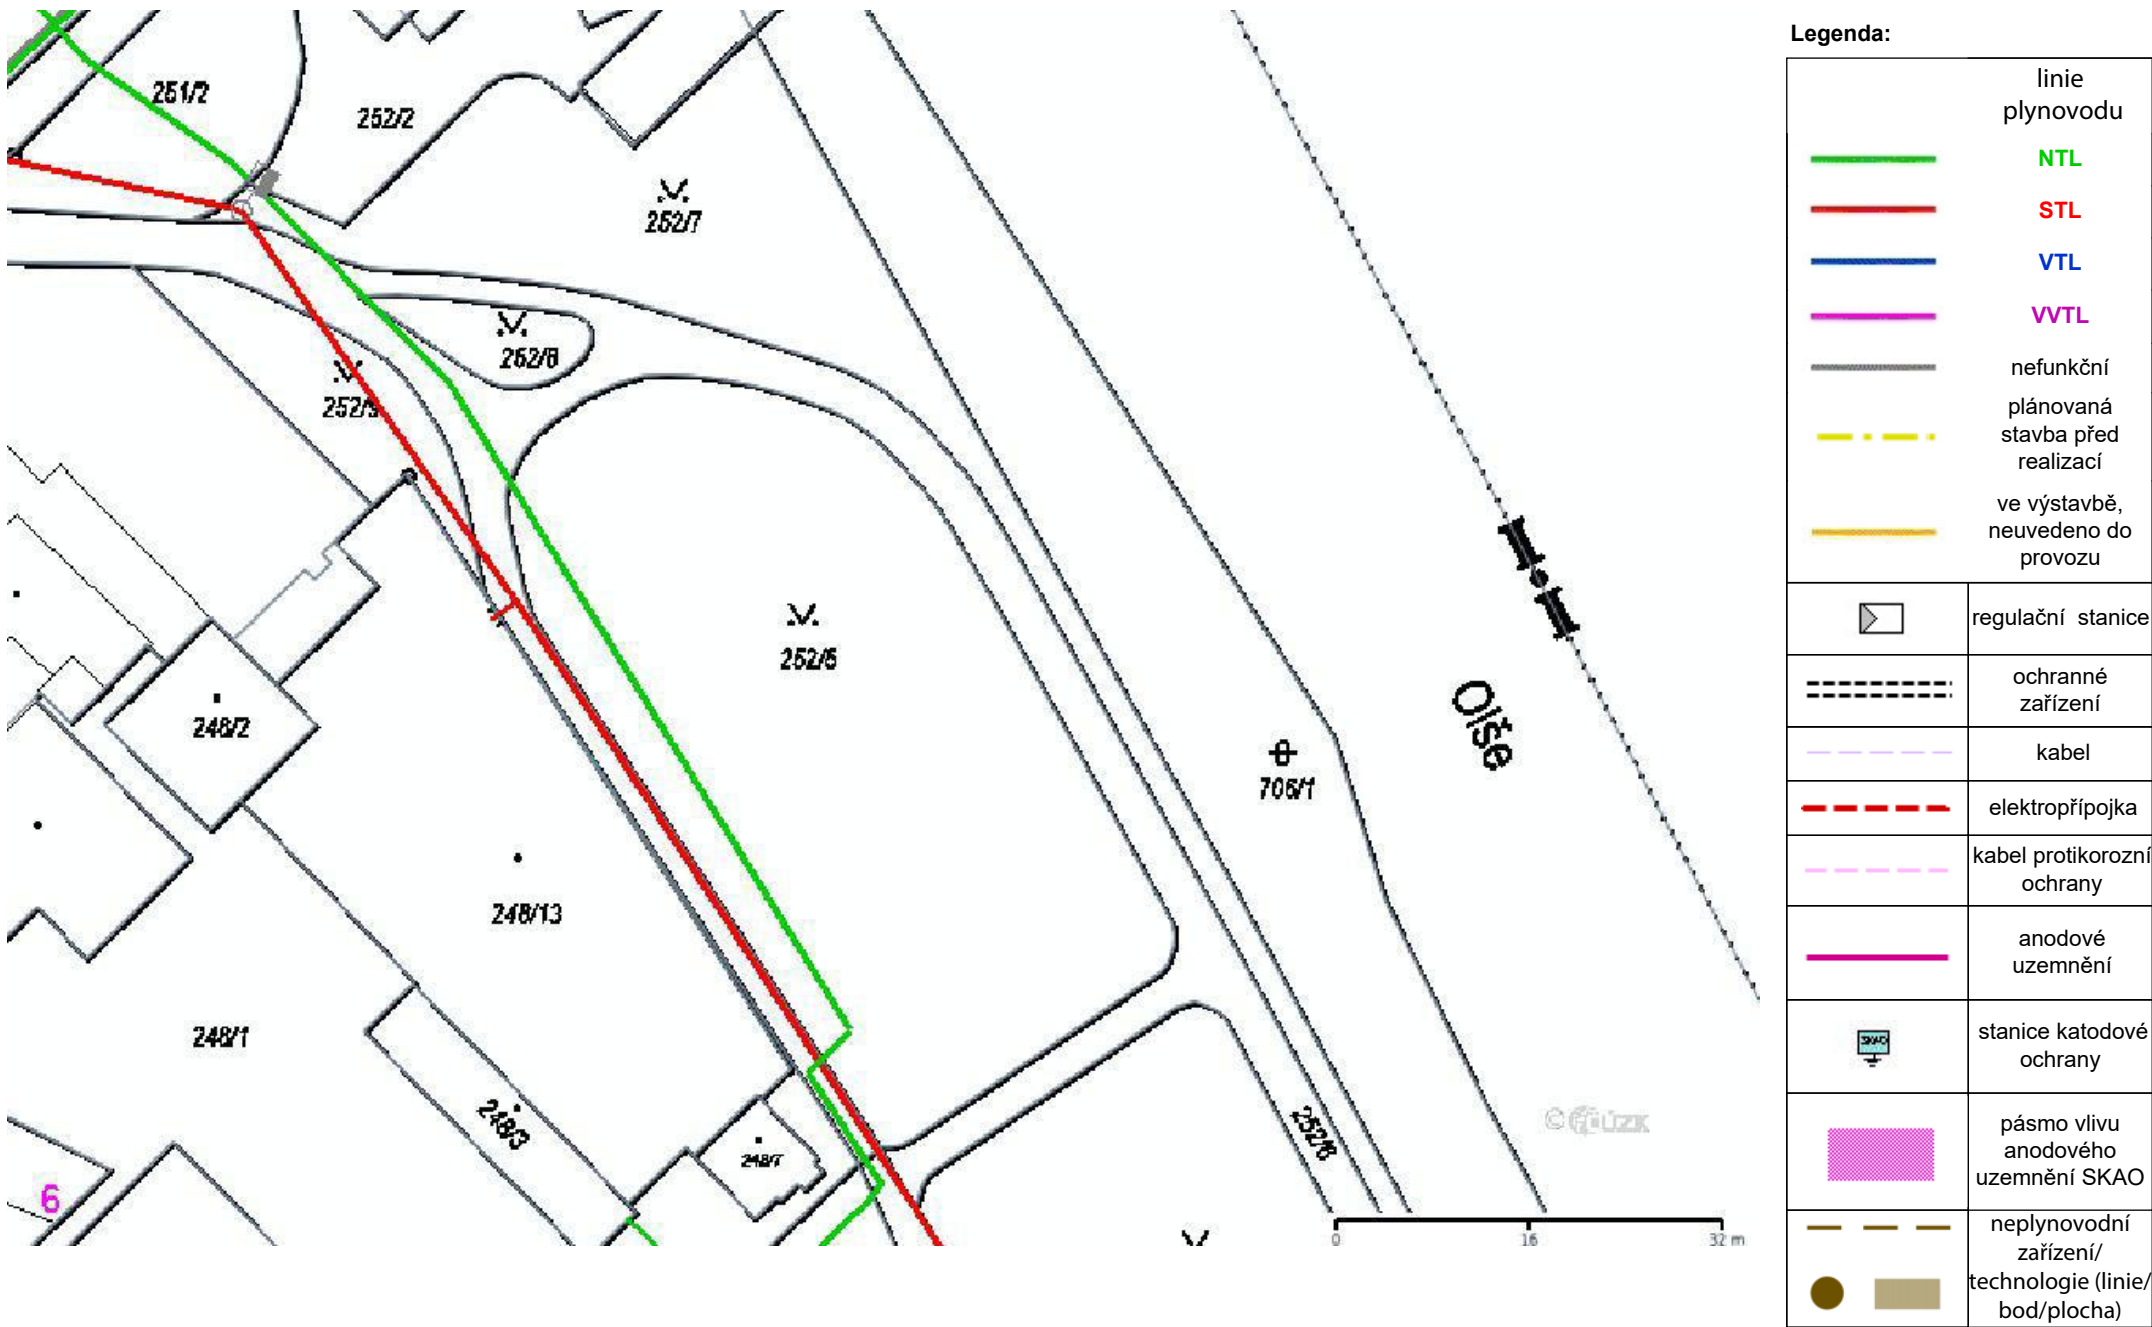 251/2
252/2
252/7
252/8
252/9
252/5
246/2
Olše
706/1
248/13
248/1
248/3
248/7
252/6
6
0 16 32 m
Legenda:
linie
plynovodu
NTL
STL
VTL
VVTL
nefunkční
plánovaná
stavba před
realizací
ve výstavbě,
neuvedeno do
provozu
regulační stanice
ochranné
zařízení
kabel
elektropřípojka
kabel protikorozní
ochrany
anodové
uzemnění
SKAO
stanice katodové
ochrany
pásmo vlivu
anodového
uzemnění SKAO
neplynovodní
zařízení/
technologie (linie/
bod/plocha)